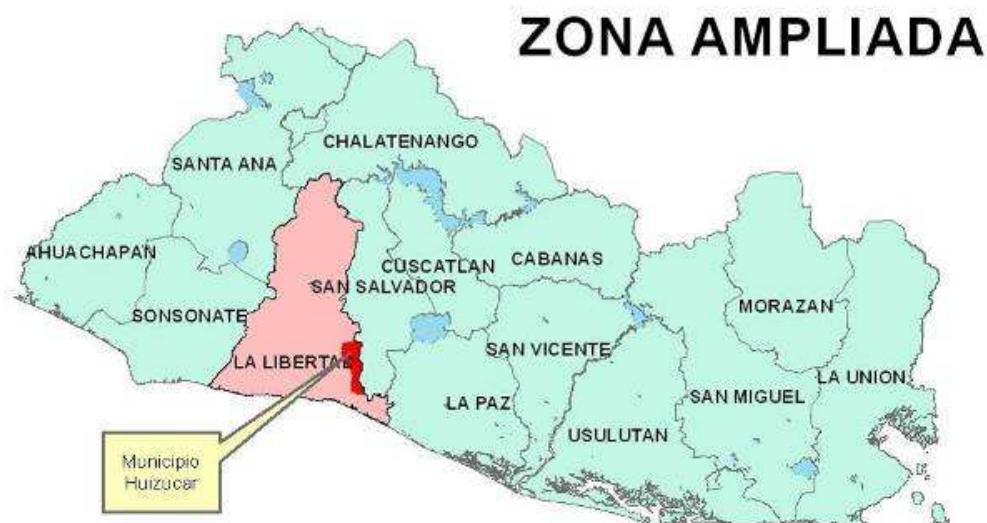 ZONA AMPLIADA
CHALATENANGO
SANTA ANA
AHUACHAPAN
CUSCATLAN
CABANAS
SAN SALVADOR
SONSONATE
MORAZAN
SAN VICENTE
LA LIBERTAD
LA UNION
LA PAZ
SAN MIGUEL
USULUTAN
Municipio
Huizucar